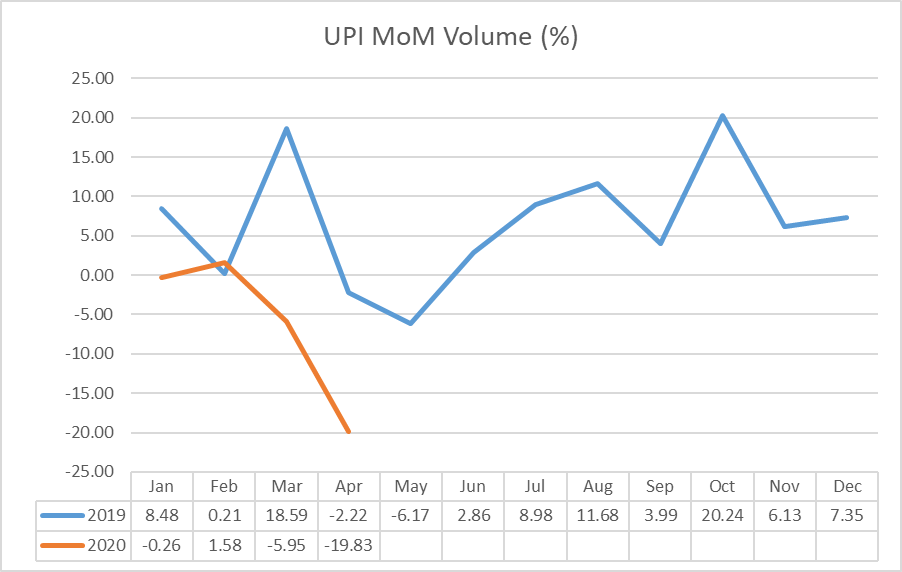 UPI MoM Volume (%)
25.00
20.00
15.00
10.00
5.00
0.00
-5.00
-10.00
-15.00
-20.00
-25.00
Jan Feb Mar Apr May Jun Jul Aug Sep Oct Nov Dec
2019 8.48 0.21 18.59 -2.22 -6.17 2.86 8.98 11.68 3.99 20.24 6.13 7.35
2020 -0.26 1.58 -5.95 -19.83